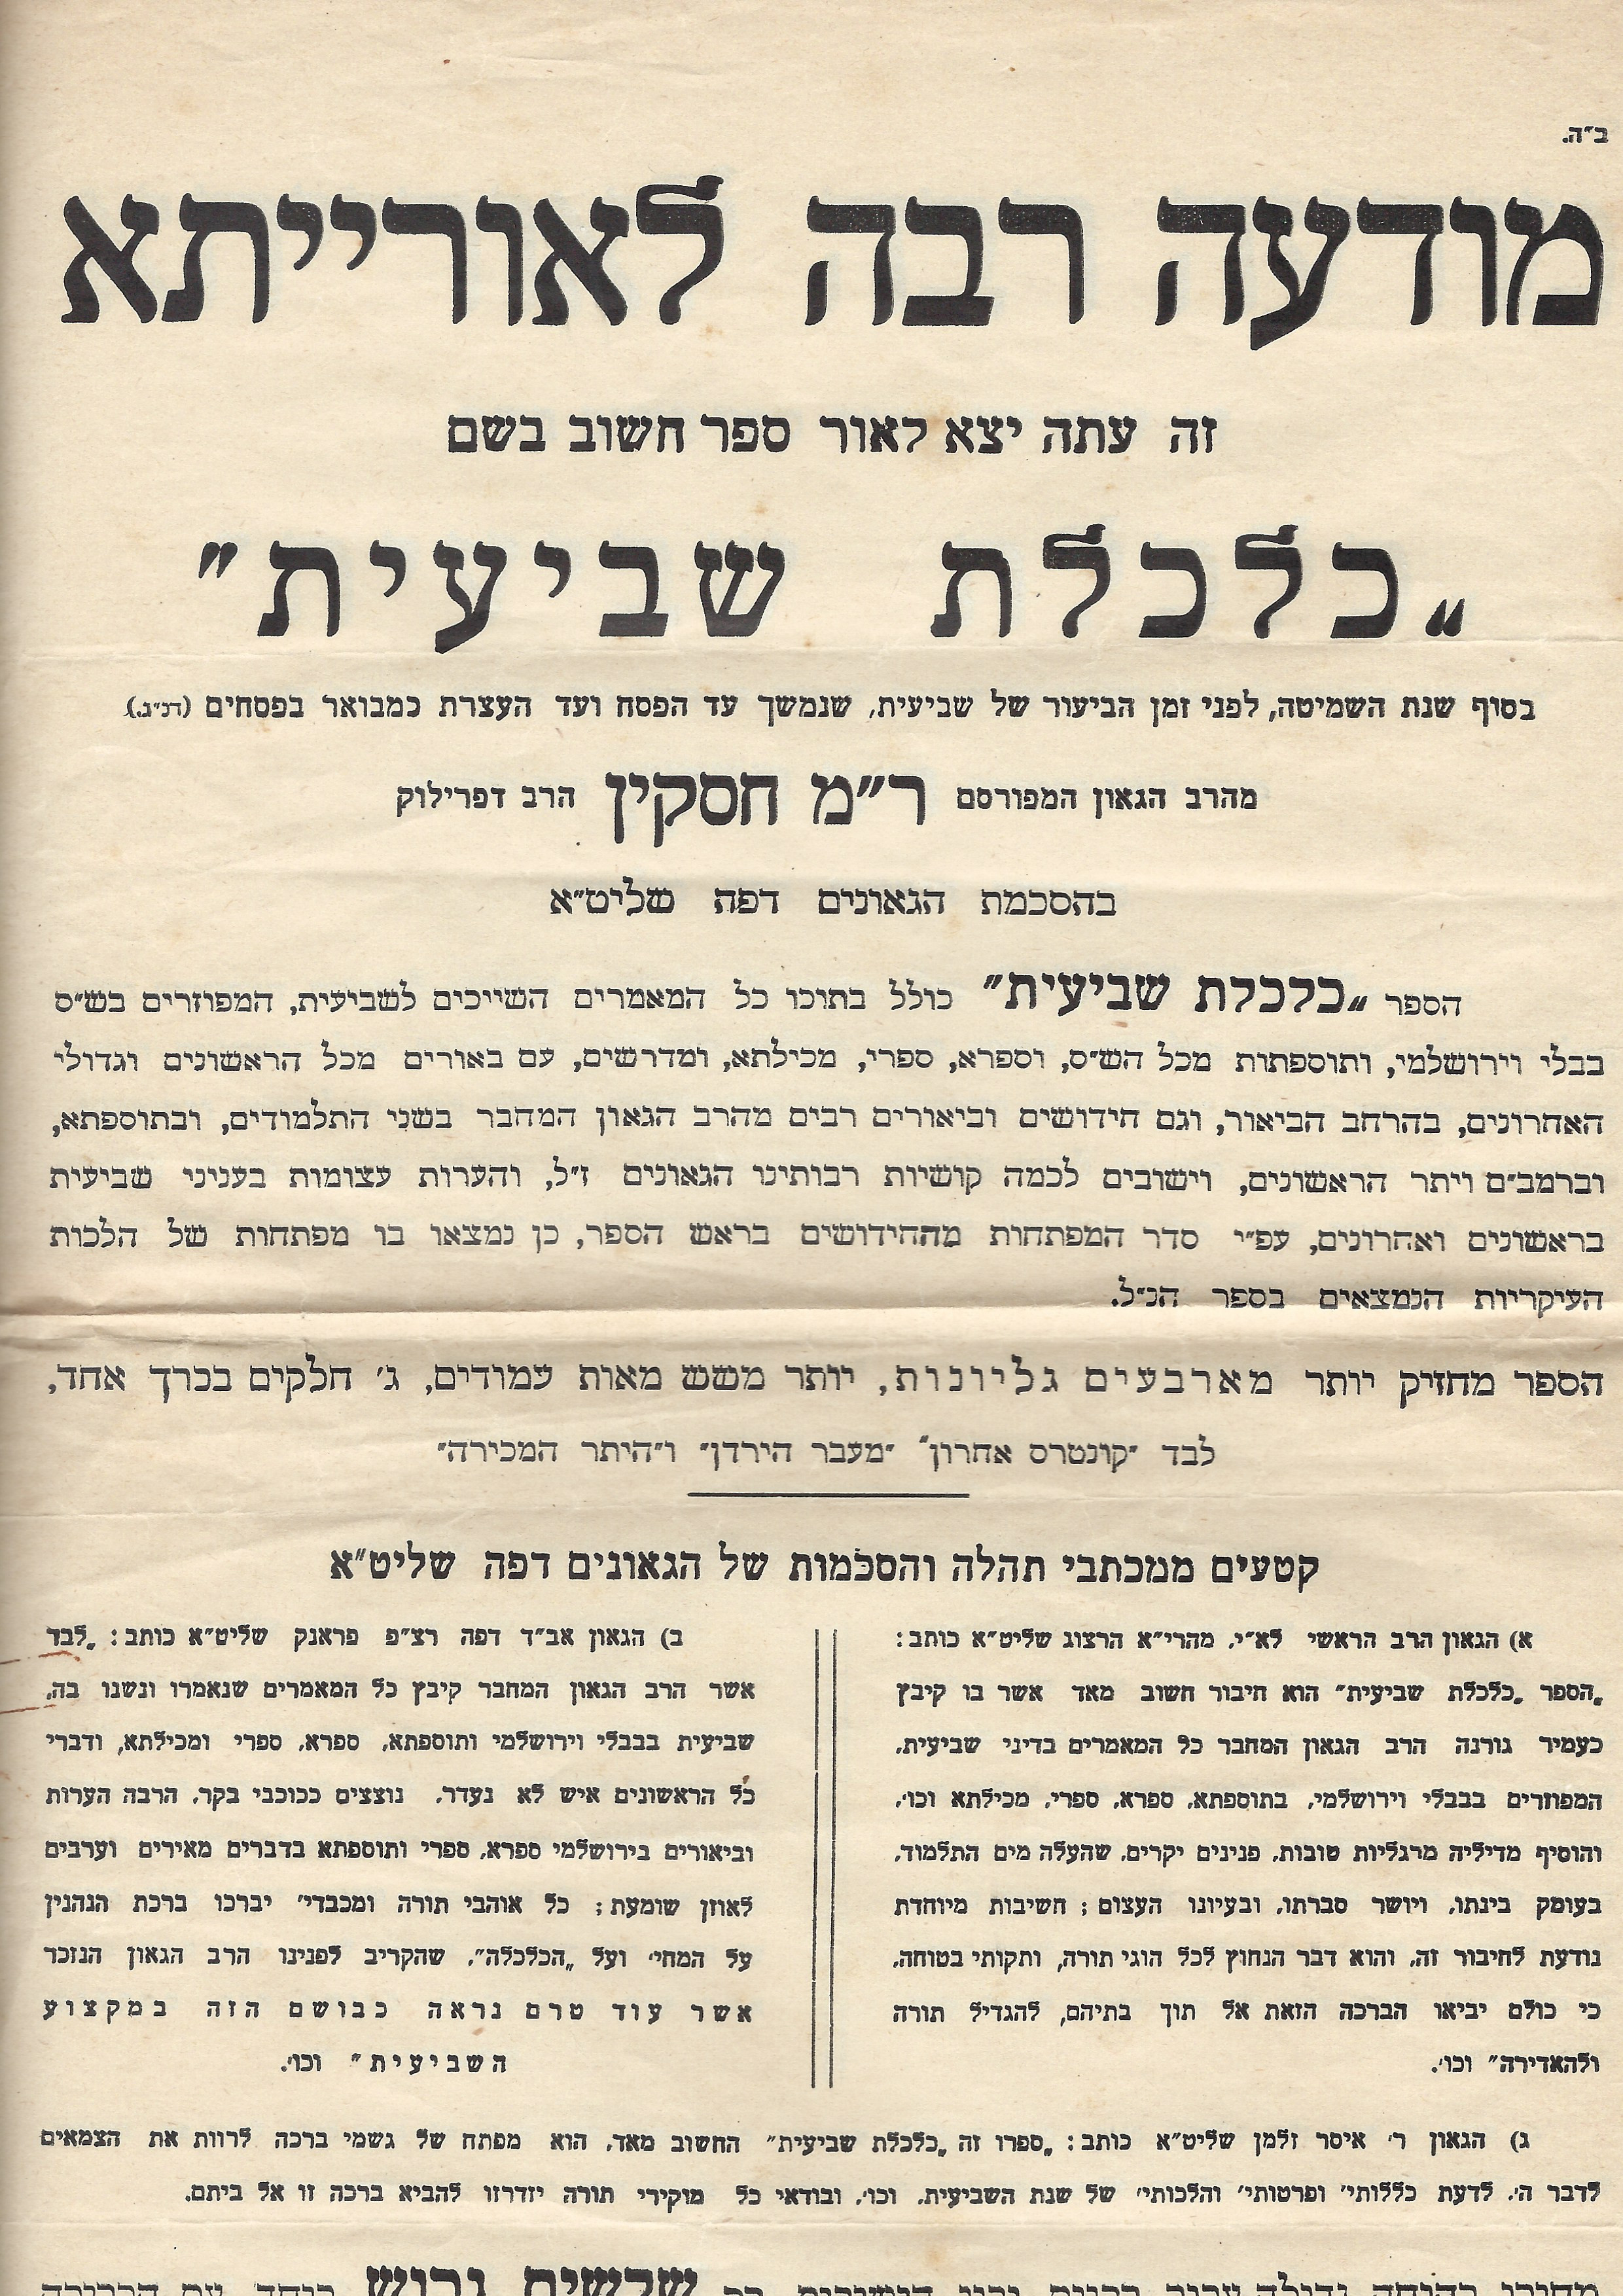 ב״ה.
מודעה רבה לאורייתא
זה עתה יצא לאור ספר חשוב בשם
„כלכלת שביעית״
בסוף שנת השמיטה, לפני זמן הביעור של שביעית, שנמשך עד הפסח ועד העצרת כמבואר בפסחים (דנ״ג.)
מהרב הגאון המפורסם ר״מ חסקין הרב דפרילוק
בהסכמת הגאונים דפה שליט״א
הספר „כלכלת שביעית״ כולל בתוכו כל המאמרים השייכים לשביעית, המפוזרים בש״ס
בבלי וירושלמי, ותוספתות מכל הש״ס, וספרא, ספרי, מכילתא, ומדרשים, עם באורים מכל הראשונים וגדולי
האחרונים, בהרחב הביאור, וגם חידושים וביאורים רבים מהרב הגאון המחבר בשני התלמודים, ובתוספתא,
וברמב״ם ויתר הראשונים, וישובים לכמה קושיות רבותינו הגאונים ז״ל, והערות עצומות בעניני שביעית
בראשונים ואחרונים, עפ״י סדר המפתחות מהחידושים בראש הספר, כן נמצאו בו מפתחות של הלכות
העיקריות הנמצאים בספר הנ״ל.
הספר מחזיק יותר מארבעים גליונות, יותר משש מאות עמודים, ג׳ חלקים בכרך אחד,
לבד ״קונטרס אחרון״ ״מעבר הירדן״ ו״היתר המכירה״
קטעים ממכתבי תהלה והסכמות של הגאונים דפה שליט״א
א) הגאון הרב הראשי לא״י. מהרי״א הרצוג שליט״א כותב:
„הספר „כלכלת שביעית״ הוא חיבור חשוב מאד אשר בו קיבץ
כעמיר גורנה הרב הגאון המחבר כל המאמרים בדיני שביעית.
המפוזרים בבבלי וירושלמי. בתוספתא. ספרא. ספרי. מכילתא וכו׳.
והוסיף מדיליה מרגליות טובות. פנינים יקרים. שהעלה מים התלמוד.
בעומק בינתו. ויושר סברתו. ובעיונו העצום; חשיבות מיוחדת
נודעת לחיבור זה. והוא דבר הנחוץ לכל הוגי תורה, ותקותי בטוחה.
כי כולם יביאו הברכה הזאת אל תוך בתיהם, להגדיל תורה
ולהאדירה״ וכו׳.
ב) הגאון אב״ד דפה רצ״פ פראנק שליט״א כותב: „לבד
אשר הרב הגאון המחבר קיבץ כל המאמרים שנאמרו ונשנו בה.
שביעית בבבלי וירושלמי ותוספתא. ספרא. ספרי ומכילתא, ודברי
כל הראשונים איש לא נעדר. נוצצים ככוכבי בקר. הרבה הערות
וביאורים בירושלמי ספרא. ספרי ותוספתא בדברים מאירים וערבים
לאוזן שומעת; כל אוהבי תורה ומכבדי׳ יברכו ברכת הנהנין
על המחי׳ ועל „הכלכלה״. שהקריב לפנינו הרב הגאון הנזכר
אשר עוד טרם נראה כבושם הזה במקצוע
השביעית״ וכו׳.
ג) הגאון ר׳ איסר זלמן שליט״א כותב: „ספרו זה „כלכלת שביעית״ החשוב מאד. הוא מפתח של גשמי ברכה לרוות את הצמאים
לדבר ה׳. לדעת כללותי׳ ופרטותי׳ והלכותי׳ של שנת השביעית. וכו׳. ובודאי כל מוקירי תורה יזדרזו להביא ברכה זו אל ביתם.
שלשים גרוש